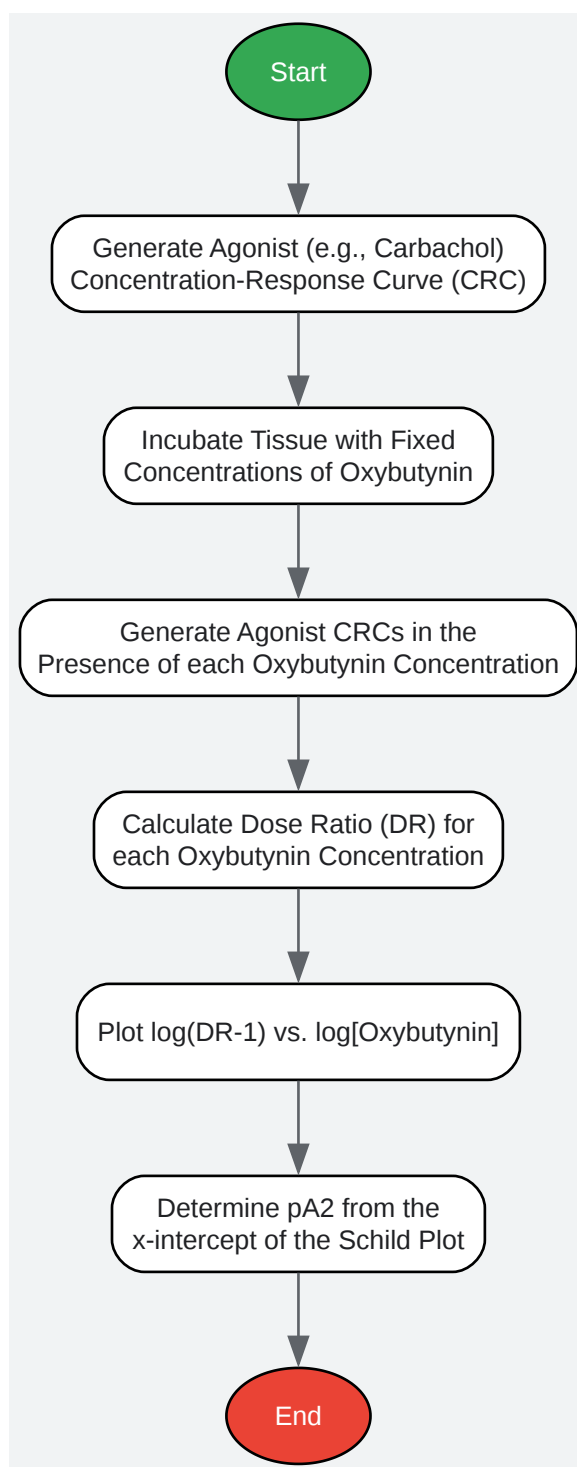 Start
Generate Agonist (e.g., Carbachol)
Concentration-Response Curve (CRC)
Incubate Tissue with Fixed
Concentrations of Oxybutynin
Generate Agonist CRCs in the
Presence of each Oxybutynin Concentration
Calculate Dose Ratio (DR) for
each Oxybutynin Concentration
Plot log(DR-1) vs. log[Oxybutynin]
Determine pA2 from the
x-intercept of the Schild Plot
End